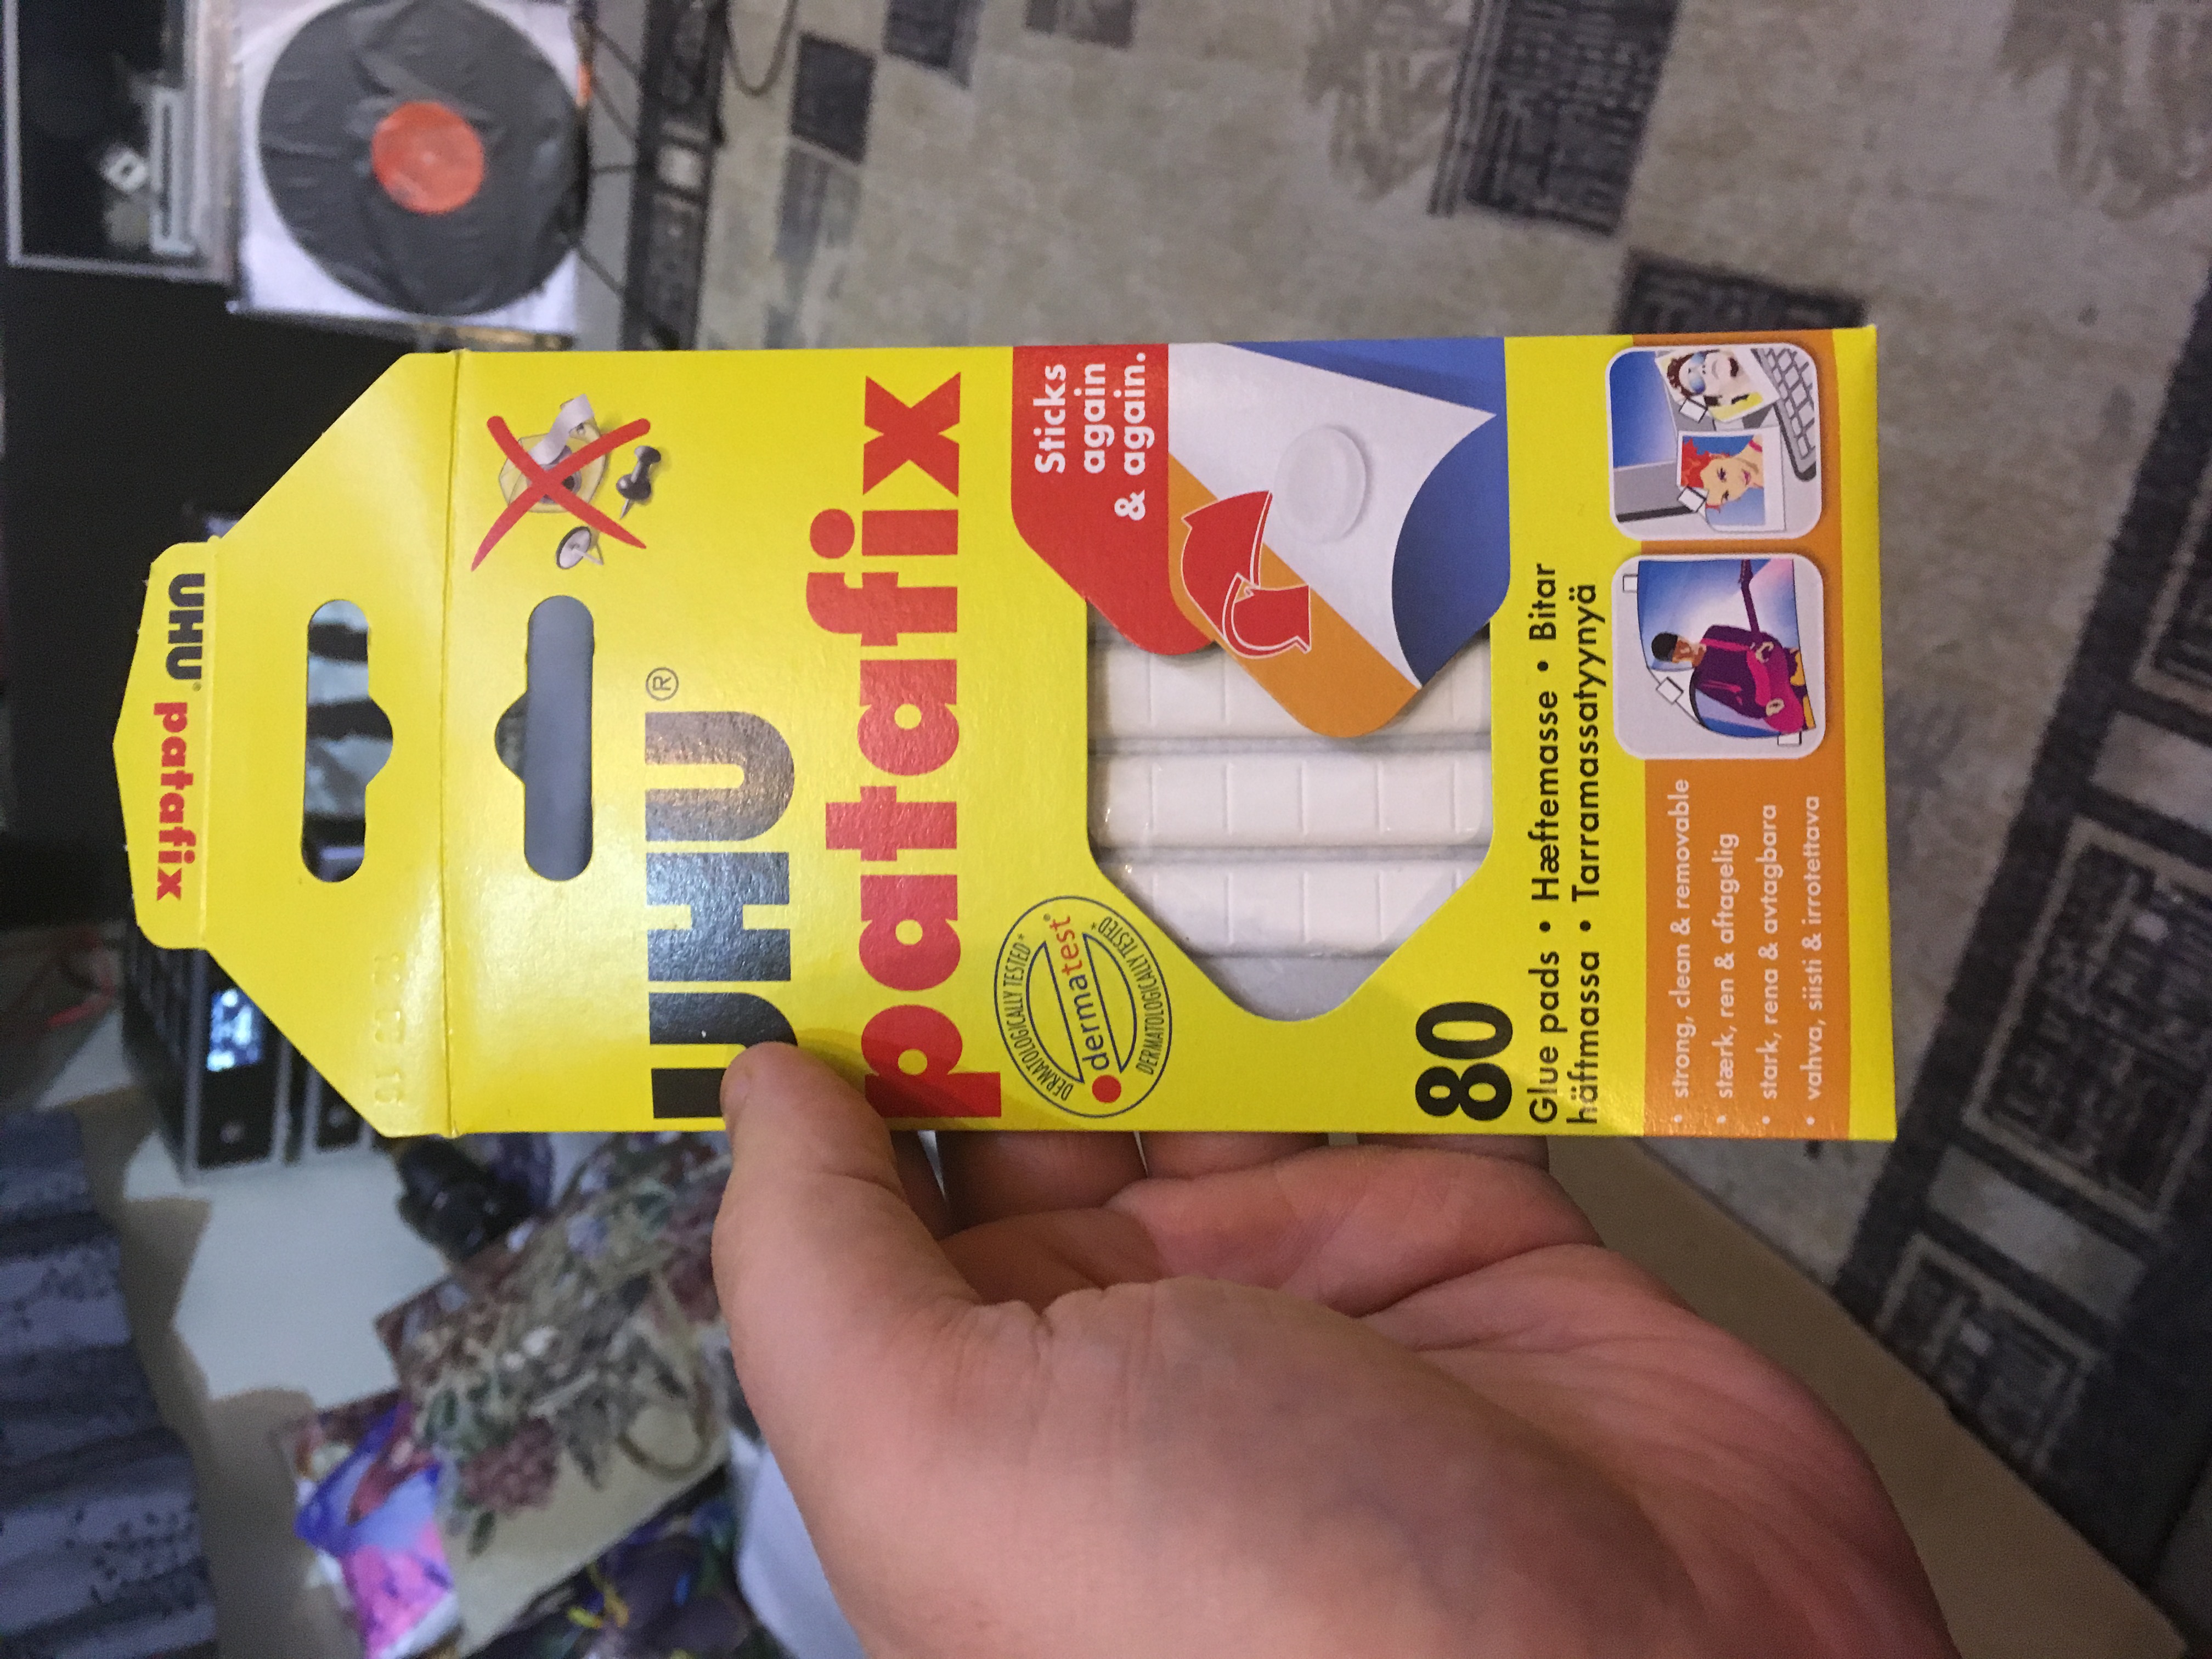 UHU® patafix
UHU®
patafix
Sticks
again
& again.
DERMATOLOGICALLY TESTED
dermatest®
DERMATOLOGICALLY TESTED
80
Glue pads • Hæftemasse • Bitar
häftmassa • Tarramassatyynyä
• strong, clean & removable
• stærk, ren & aftagelig
• stark, rena & avtagbara
• vahva, siisti & irrotettava